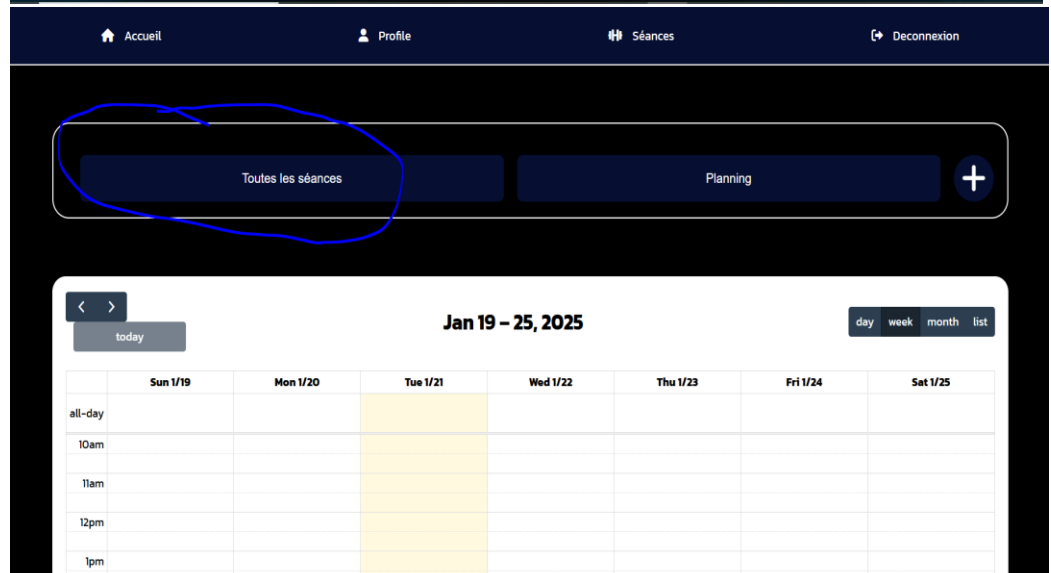 Accueil Profile Séances Deconnexion
Toutes les séances Planning
today
Jan 19 – 25, 2025
day week month list
Sun 1/19 Mon 1/20 Tue 1/21 Wed 1/22 Thu 1/23 Fri 1/24 Sat 1/25
all-day
10am
11am
12pm
1pm